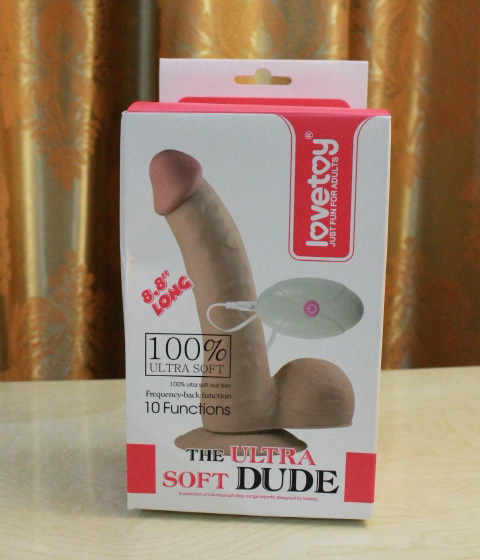 lovetoy®
JUST FUN FOR ADULTS
8.8" LONG
100%
ULTRA SOFT
100% ultra soft real skin
Frequency-back function
10 Functions
THE ULTRA
SOFT DUDE